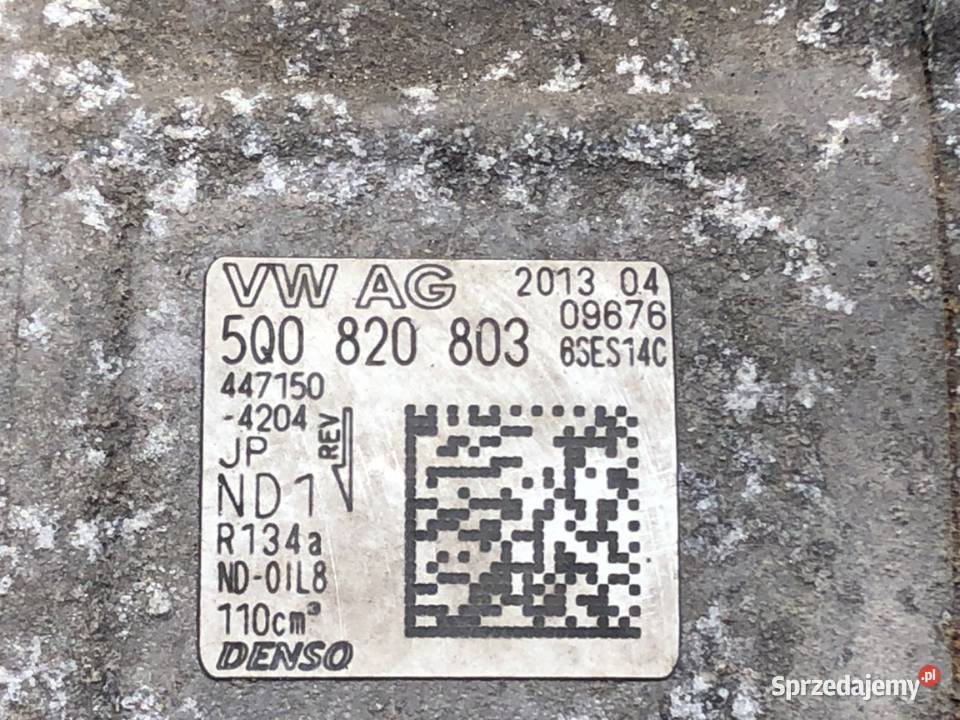 VW AG 2013 04
09676
5Q0 820 803 6SES14C
447150
-4204
REV
JP
ND1
R134a
ND-OIL8
110cm³
DENSO
Sprzedajemy.pl